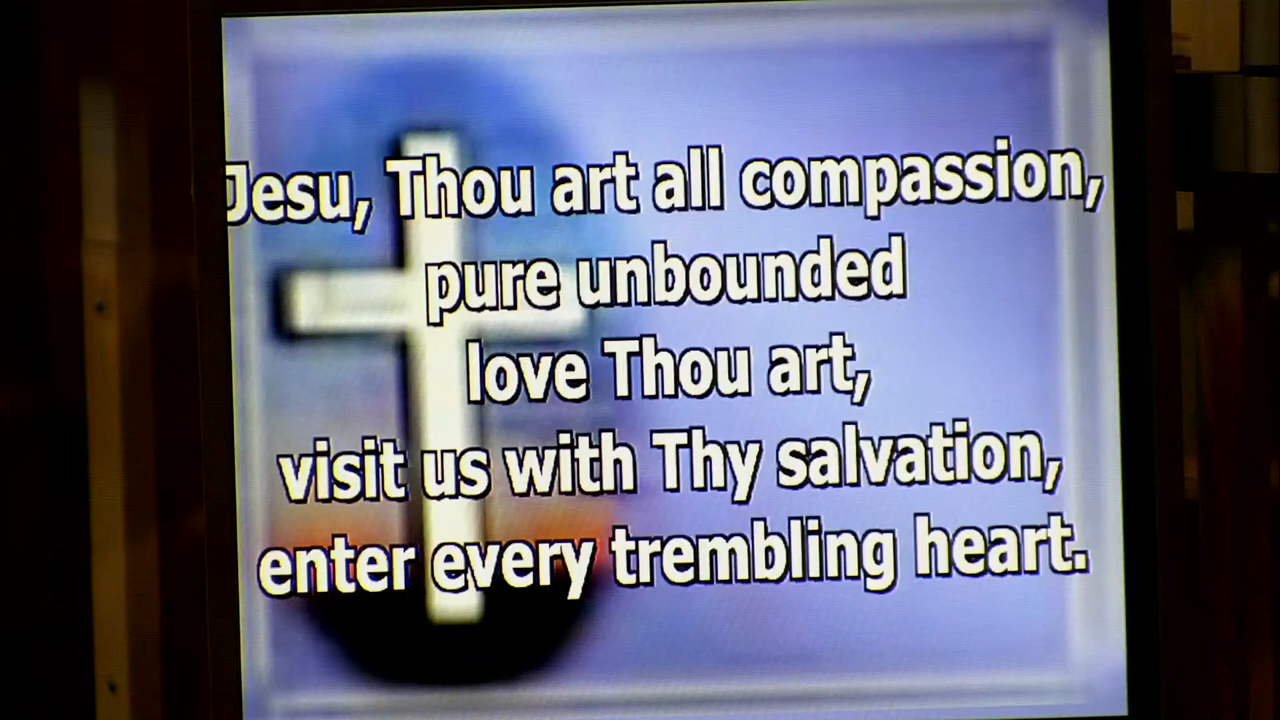 Jesu, Thou art all compassion,
pure unbounded
love Thou art,
visit us with Thy salvation,
enter every trembling heart.